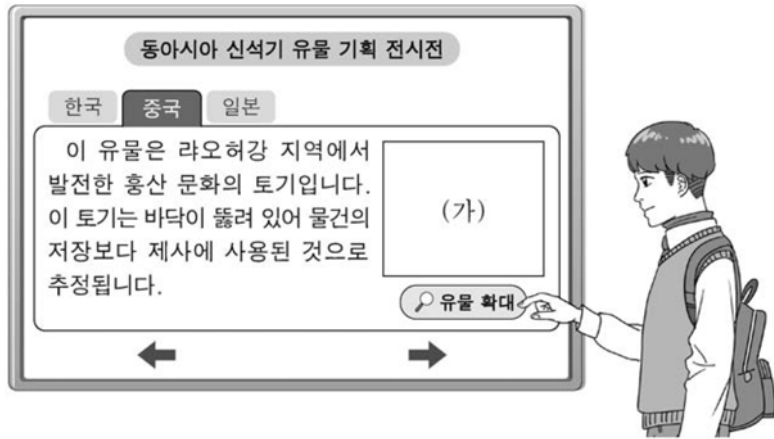 동아시아 신석기 유물 기획 전시전
한국 중국 일본
이 유물은 랴오허강 지역에서
발전한 훙산 문화의 토기입니다.
이 토기는 바닥이 뚫려 있어 물건의
저장보다 제사에 사용된 것으로
추정됩니다.
(가)
유물 확대